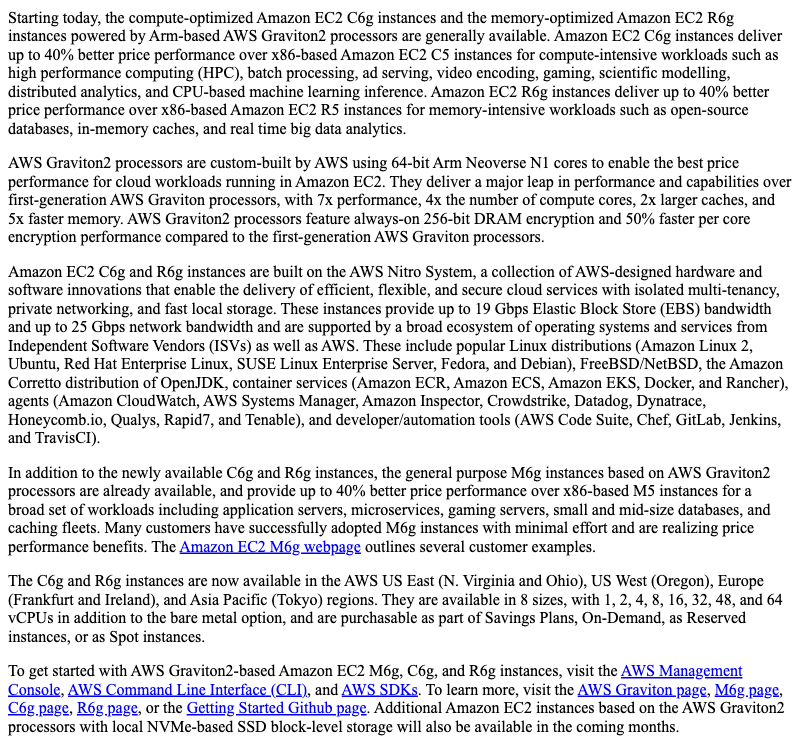 Starting today, the compute-optimized Amazon EC2 C6g instances and the memory-optimized Amazon EC2 R6g
instances powered by Arm-based AWS Graviton2 processors are generally available. Amazon EC2 C6g instances deliver
up to 40% better price performance over x86-based Amazon EC2 C5 instances for compute-intensive workloads such as
high performance computing (HPC), batch processing, ad serving, video encoding, gaming, scientific modelling,
distributed analytics, and CPU-based machine learning inference. Amazon EC2 R6g instances deliver up to 40% better
price performance over x86-based Amazon EC2 R5 instances for memory-intensive workloads such as open-source
databases, in-memory caches, and real time big data analytics.
AWS Graviton2 processors are custom-built by AWS using 64-bit Arm Neoverse N1 cores to enable the best price
performance for cloud workloads running in Amazon EC2. They deliver a major leap in performance and capabilities over
first-generation AWS Graviton processors, with 7x performance, 4x the number of compute cores, 2x larger caches, and
5x faster memory. AWS Graviton2 processors feature always-on 256-bit DRAM encryption and 50% faster per core
encryption performance compared to the first-generation AWS Graviton processors.
Amazon EC2 C6g and R6g instances are built on the AWS Nitro System, a collection of AWS-designed hardware and
software innovations that enable the delivery of efficient, flexible, and secure cloud services with isolated multi-tenancy,
private networking, and fast local storage. These instances provide up to 19 Gbps Elastic Block Store (EBS) bandwidth
and up to 25 Gbps network bandwidth and are supported by a broad ecosystem of operating systems and services from
Independent Software Vendors (ISVs) as well as AWS. These include popular Linux distributions (Amazon Linux 2,
Ubuntu, Red Hat Enterprise Linux, SUSE Linux Enterprise Server, Fedora, and Debian), FreeBSD/NetBSD, the Amazon
Corretto distribution of OpenJDK, container services (Amazon ECR, Amazon ECS, Amazon EKS, Docker, and Rancher),
agents (Amazon CloudWatch, AWS Systems Manager, Amazon Inspector, Crowdstrike, Datadog, Dynatrace,
Honeycomb.io, Qualys, Rapid7, and Tenable), and developer/automation tools (AWS Code Suite, Chef, GitLab, Jenkins,
and TravisCI).
In addition to the newly available C6g and R6g instances, the general purpose M6g instances based on AWS Graviton2
processors are already available, and provide up to 40% better price performance over x86-based M5 instances for a
broad set of workloads including application servers, microservices, gaming servers, small and mid-size databases, and
caching fleets. Many customers have successfully adopted M6g instances with minimal effort and are realizing price
performance benefits. The Amazon EC2 M6g webpage outlines several customer examples.
The C6g and R6g instances are now available in the AWS US East (N. Virginia and Ohio), US West (Oregon), Europe
(Frankfurt and Ireland), and Asia Pacific (Tokyo) regions. They are available in 8 sizes, with 1, 2, 4, 8, 16, 32, 48, and 64
vCPUs in addition to the bare metal option, and are purchasable as part of Savings Plans, On-Demand, as Reserved
instances, or as Spot instances.
To get started with AWS Graviton2-based Amazon EC2 M6g, C6g, and R6g instances, visit the AWS Management
Console, AWS Command Line Interface (CLI), and AWS SDKs. To learn more, visit the AWS Graviton page, M6g page,
C6g page, R6g page, or the Getting Started Github page. Additional Amazon EC2 instances based on the AWS Graviton2
processors with local NVMe-based SSD block-level storage will also be available in the coming months.